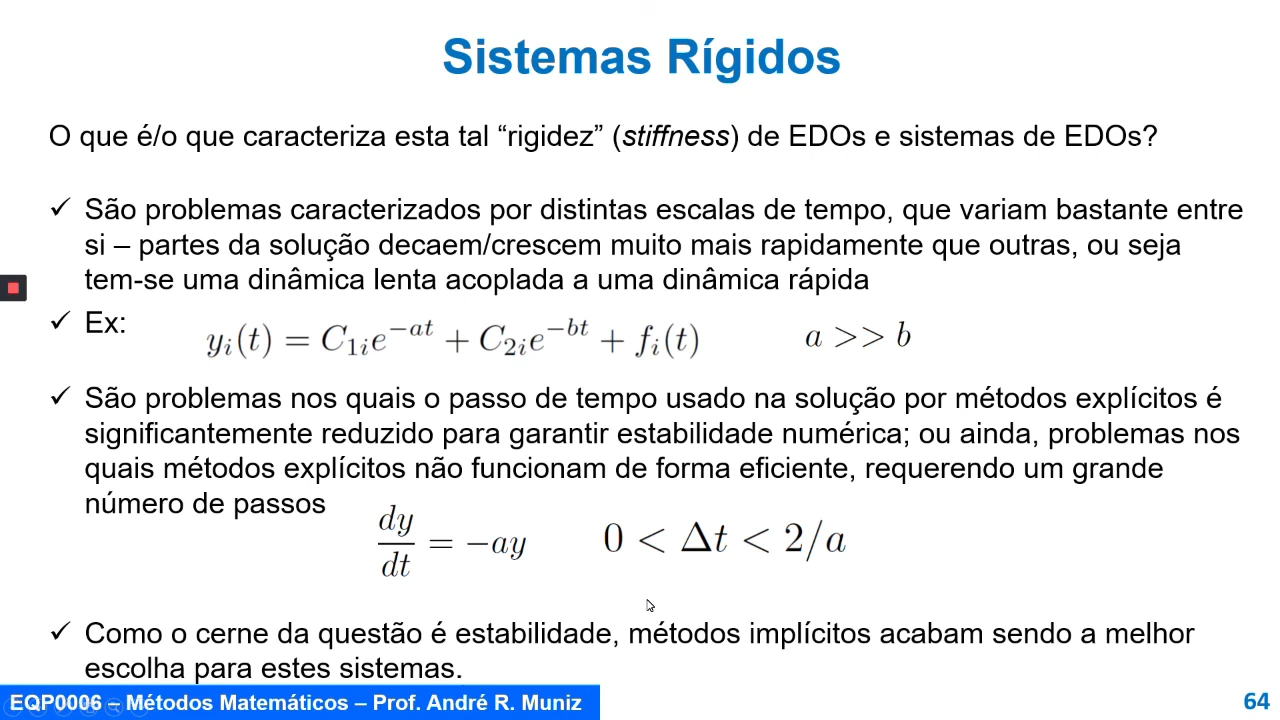 Sistemas Rígidos
O que é/o que caracteriza esta tal “rigidez” (stiffness) de EDOs e sistemas de EDOs?
✓ São problemas caracterizados por distintas escalas de tempo, que variam bastante entre
si – partes da solução decaem/crescem muito mais rapidamente que outras, ou seja
tem-se uma dinâmica lenta acoplada a uma dinâmica rápida
✓ Ex:
y_i(t) = C_{1i}e^{-at} + C_{2i}e^{-bt} + f_i(t) a >> b
✓ São problemas nos quais o passo de tempo usado na solução por métodos explícitos é
significantemente reduzido para garantir estabilidade numérica; ou ainda, problemas nos
quais métodos explícitos não funcionam de forma eficiente, requerendo um grande
número de passos
dy/dt = -ay 0 < Δt < 2/a
✓ Como o cerne da questão é estabilidade, métodos implícitos acabam sendo a melhor
escolha para estes sistemas.
EQP0006 – Métodos Matemáticos – Prof. André R. Muniz
64